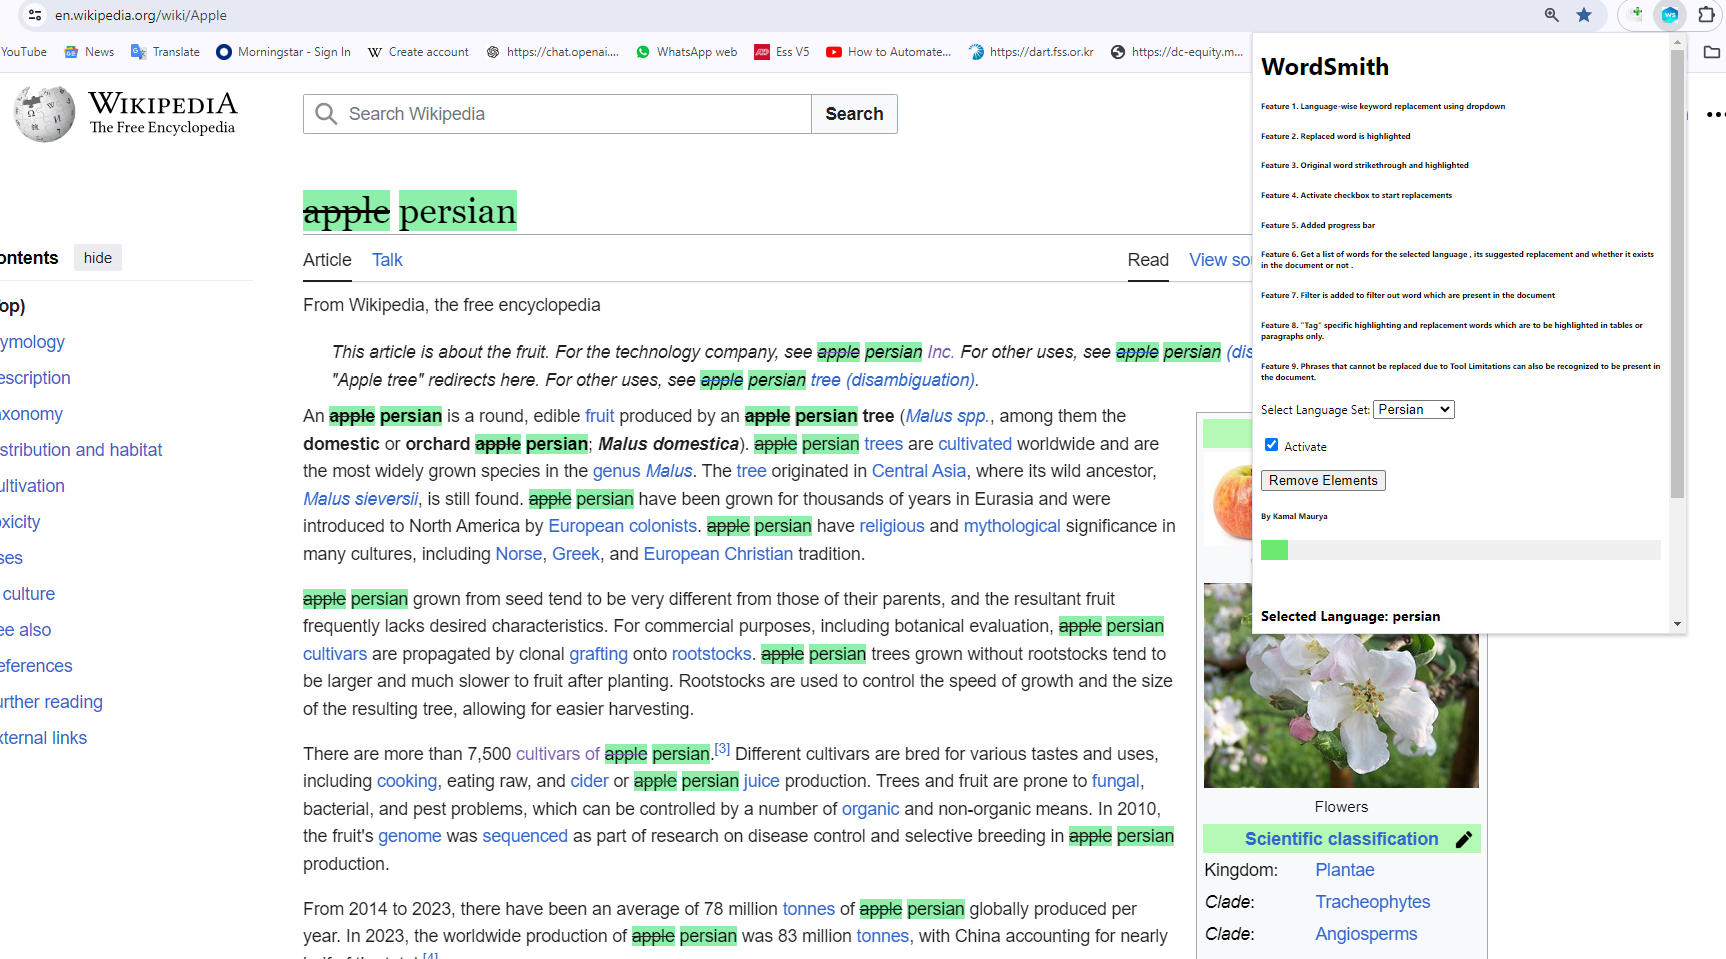 en.wikipedia.org/wiki/Apple
YouTube News Translate Morningstar - Sign In Create account https://chat.openai.... WhatsApp web Ess V5 How to Automate... https://dart.fss.or.kr https://dc-equity.m...
WIKIPEDIA
The Free Encyclopedia
Search Wikipedia Search
apple persian
ontents hide
op)
ymology
escription
axonomy
stribution and habitat
ultivation
oxicity
ses
culture
ee also
eferences
urther reading
xternal links
Article Talk Read View sou
From Wikipedia, the free encyclopedia
This article is about the fruit. For the technology company, see apple persian Inc. For other uses, see apple persian (dis
"Apple tree" redirects here. For other uses, see apple persian tree (disambiguation).
An apple persian is a round, edible fruit produced by an apple persian tree (Malus spp., among them the
domestic or orchard apple persian; Malus domestica). apple persian trees are cultivated worldwide and are
the most widely grown species in the genus Malus. The tree originated in Central Asia, where its wild ancestor,
Malus sieversii, is still found. apple persian have been grown for thousands of years in Eurasia and were
introduced to North America by European colonists. apple persian have religious and mythological significance in
many cultures, including Norse, Greek, and European Christian tradition.
apple persian grown from seed tend to be very different from those of their parents, and the resultant fruit
frequently lacks desired characteristics. For commercial purposes, including botanical evaluation, apple persian
cultivars are propagated by clonal grafting onto rootstocks. apple persian trees grown without rootstocks tend to
be larger and much slower to fruit after planting. Rootstocks are used to control the speed of growth and the size
of the resulting tree, allowing for easier harvesting.
There are more than 7,500 cultivars of apple persian.[3] Different cultivars are bred for various tastes and uses,
including cooking, eating raw, and cider or apple persian juice production. Trees and fruit are prone to fungal,
bacterial, and pest problems, which can be controlled by a number of organic and non-organic means. In 2010,
the fruit's genome was sequenced as part of research on disease control and selective breeding in apple persian
production.
From 2014 to 2023, there have been an average of 78 million tonnes of apple persian globally produced per
year. In 2023, the worldwide production of apple persian was 83 million tonnes, with China accounting for nearly
WordSmith
Feature 1. Language-wise keyword replacement using dropdown
Feature 2. Replaced word is highlighted
Feature 3. Original word strikethrough and highlighted
Feature 4. Activate checkbox to start replacements
Feature 5. Added progress bar
Feature 6. Get a list of words for the selected language , its suggested replacement and whether it exists
in the document or not .
Feature 7. Filter is added to filter out word which are present in the document
Feature 8. "Tag" specific highlighting and replacement words which are to be highlighted in tables or
paragraphs only.
Feature 9. Phrases that cannot be replaced due to Tool Limitations can also be recognized to be present in
the document.
Select Language Set: Persian
Activate
Remove Elements
By Kamal Maurya
Selected Language: persian
Flowers
Scientific classification
Kingdom: Plantae
Clade: Tracheophytes
Clade: Angiosperms